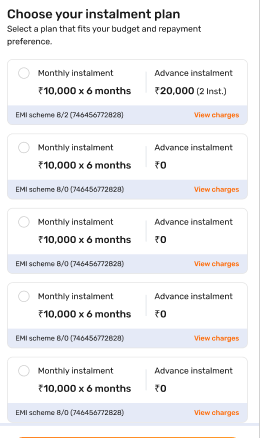 Choose your instalment plan
Select a plan that fits your budget and repayment
preference.
Monthly instalment Advance instalment
₹10,000 x 6 months ₹20,000 (2 Inst.)
EMI scheme 8/2 (746456772828) View charges
Monthly instalment Advance instalment
₹10,000 x 6 months ₹0
EMI scheme 8/0 (746456772828) View charges
Monthly instalment Advance instalment
₹10,000 x 6 months ₹0
EMI scheme 8/0 (746456772828) View charges
Monthly instalment Advance instalment
₹10,000 x 6 months ₹0
EMI scheme 8/0 (746456772828) View charges
Monthly instalment Advance instalment
₹10,000 x 6 months ₹0
EMI scheme 8/0 (746456772828) View charges